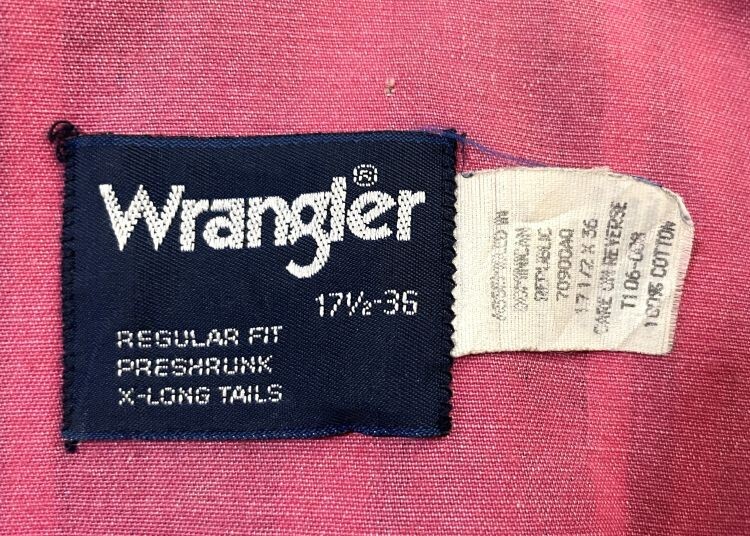 Wrangler®
17½-36
REGULAR FIT
PRESHRUNK
X-LONG TAILS
REPUBLIC
70900AQ
17 1/2 X 36
CARE ON REVERSE
100% COTTON